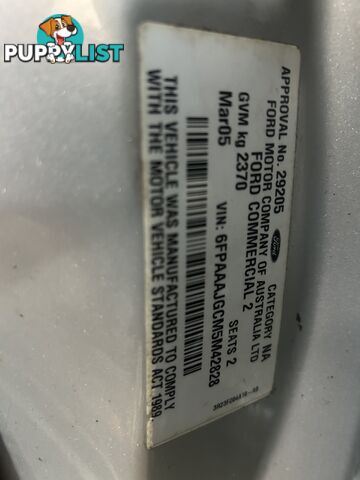 PUPPYLIST
APPROVAL No. 29205 CATEGORY NA
FORD MOTOR COMPANY OF AUSTRALIA LTD
Ford
FORD COMMERCIAL 2
GVM kg 2370
Mar05 SEATS 2
VIN: 6FPAAAJGCM5M42828
THIS VEHICLE WAS MANUFACTURED TO COMPLY
WITH THE MOTOR VEHICLE STANDARDS ACT 1989